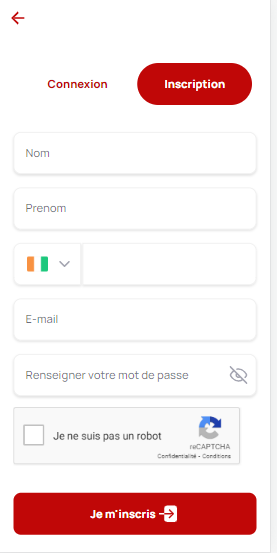 Connexion
Inscription
Nom
Prenom
E-mail
Renseigner votre mot de passe
Je ne suis pas un robot
reCAPTCHA
Confidentialité - Conditions
Je m'inscris